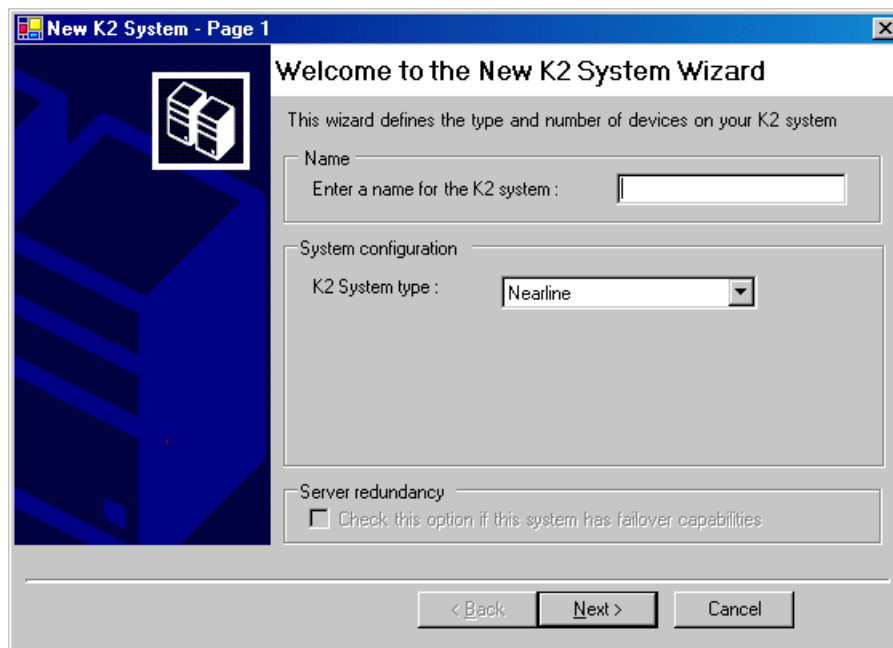 New K2 System - Page 1
Welcome to the New K2 System Wizard
This wizard defines the type and number of devices on your K2 system
Name
Enter a name for the K2 system :
System configuration
K2 System type :
Nearline
Server redundancy
Check this option if this system has failover capabilities
< Back
Next >
Cancel